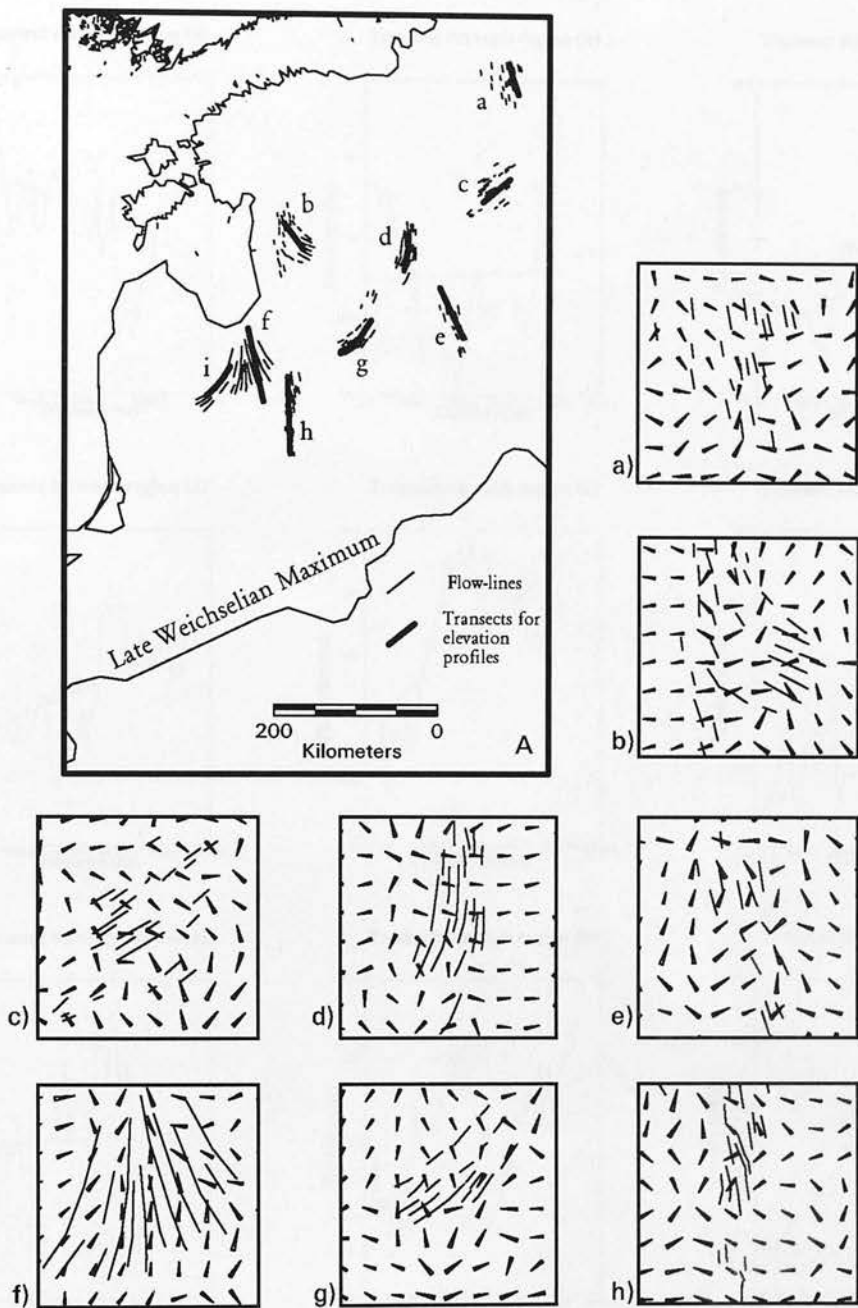 a
c
b
d
f
e
i
g
h
Late Weichselian Maximum
Flow-lines
Transects for
elevation
profiles
200 0
Kilometers
A
a)
b)
c)
d)
e)
f)
g)
h)